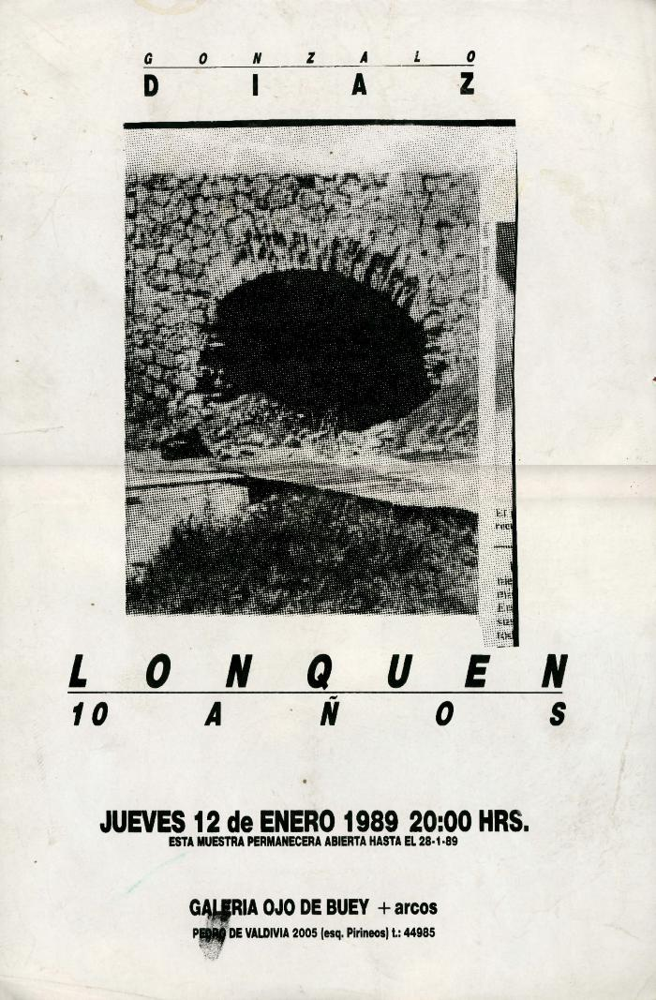 GONZALO
DIAZ
El
LONQUEN
10 AÑOS
JUEVES 12 de ENERO 1989 20:00 HRS.
ESTA MUESTRA PERMANECERA ABIERTA HASTA EL 28-1-89
GALERIA OJO DE BUEY + arcos
PEDRO DE VALDIVIA 2005 (esq. Pirineos) t.: 44985